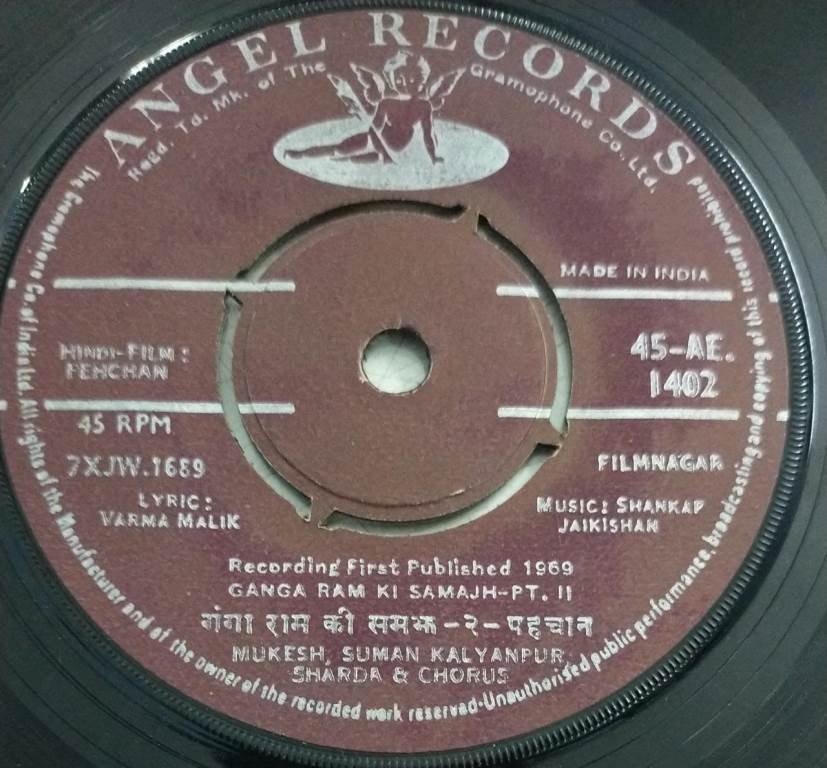 ANGEL RECORDS
Regd. Td. Mk. of The Gramophone Co., Ltd.
MADE IN INDIA
HINDI-FILM:
PEHCHAN
45-AE.
1402
45 RPM
7XJW.1689
FILMNAGAR
LYRIC:
VARMA MALIK
MUSIC: SHANKAR
JAIKISHAN
Recording First Published 1969
GANGA RAM KI SAMAJH-PT. II
गंगा राम की समझ-२-पहचान
MUKESH, SUMAN KALYANPUR
SHARDA & CHORUS
The Gramophone Co. of India Ltd. All rights of the Manufacturer and of the owner of the recorded work reserved-Unauthorised public performance, broadcasting and copying of this record prohibited